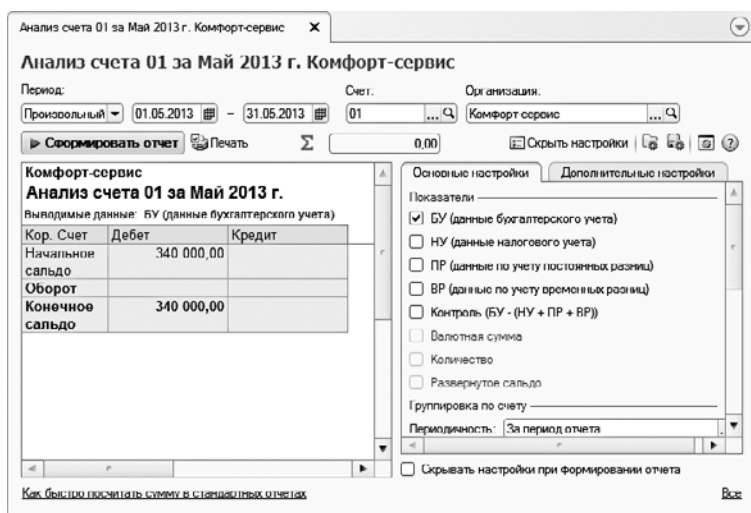 Анализ счета 01 за Май 2013 г. Комфорт-сервис
Анализ счета 01 за Май 2013 г. Комфорт-сервис
Период: Счет: Организация:
Произвольный 01.05.2013 – 31.05.2013 01 ... Комфорт сервис ...
Сформировать отчет Печать Σ 0,00 Скрыть настройки
Комфорт-сервис
Анализ счета 01 за Май 2013 г.
Выводимые данные: БУ (данные бухгалтерского учета)
Кор. Счет Дебет Кредит
Начальное сальдо 340 000,00
Оборот
Конечное сальдо 340 000,00
Основные настройки Дополнительные настройки
Показатели
БУ (данные бухгалтерского учета)
НУ (данные налогового учета)
ПР (данные по учету постоянных разниц)
ВР (данные по учету временных разниц)
Контроль (БУ - (НУ + ПР + ВР))
Валютная сумма
Количество
Развернутое сальдо
Группировка по счету
Периодичность: За период отчета
Скрывать настройки при формировании отчета
Как быстро посчитать сумму в стандартных отчетах Все